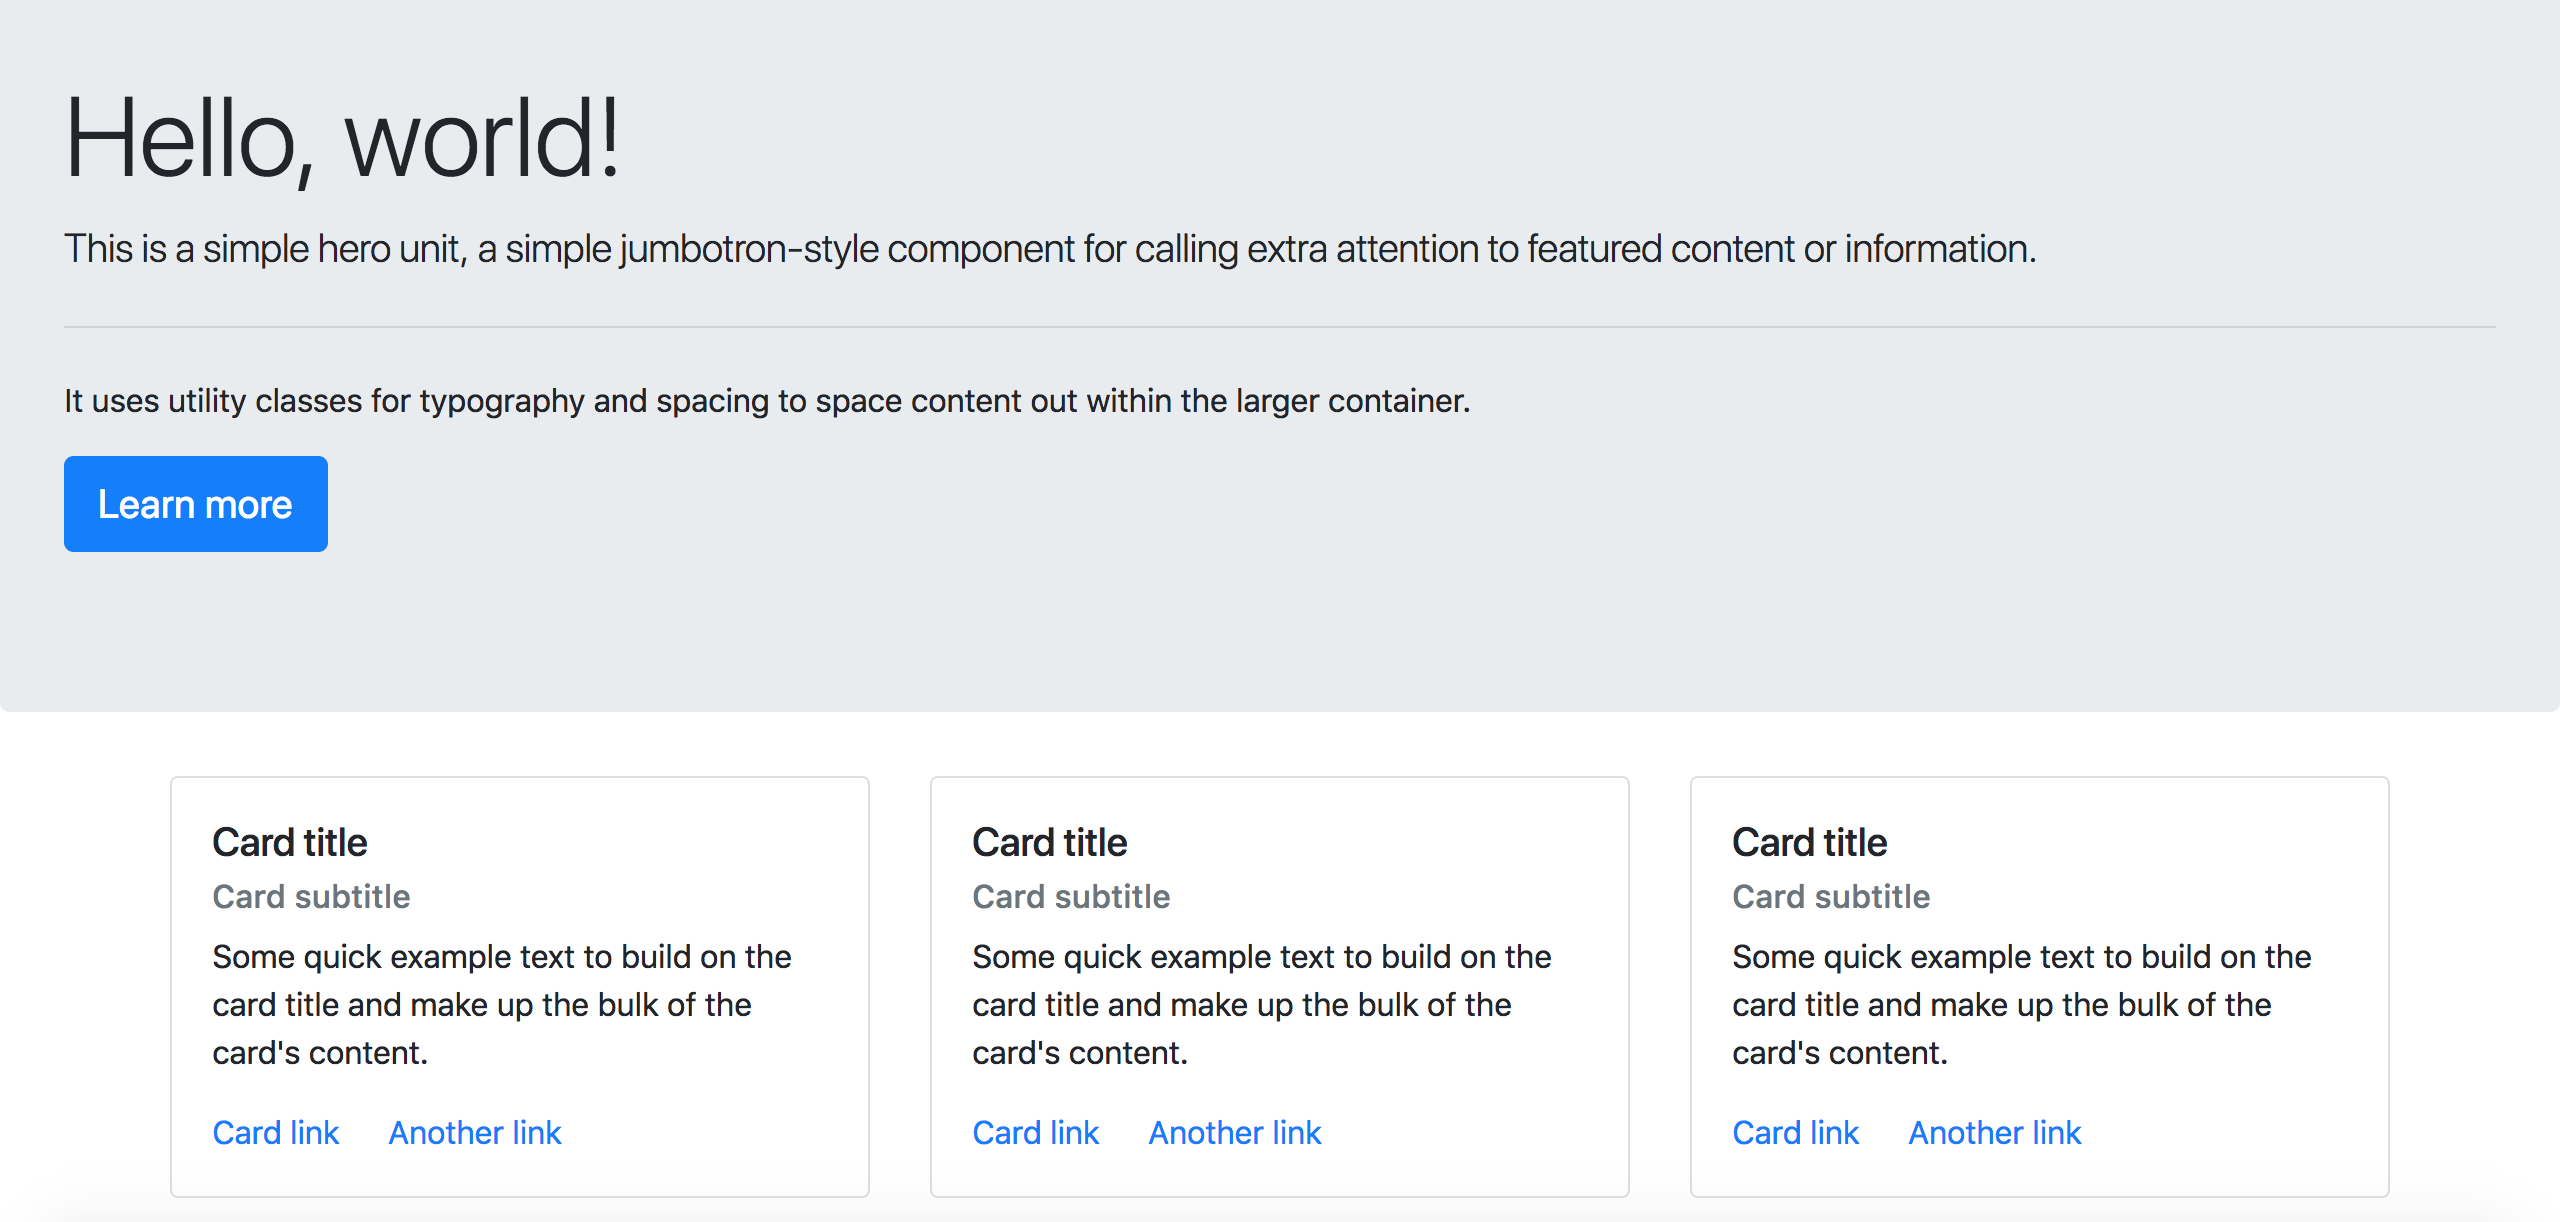 Hello, world!
This is a simple hero unit, a simple jumbotron-style component for calling extra attention to featured content or information.
It uses utility classes for typography and spacing to space content out within the larger container.
Learn more
Card title
Card subtitle
Some quick example text to build on the
card title and make up the bulk of the
card's content.
Card link Another link
Card title
Card subtitle
Some quick example text to build on the
card title and make up the bulk of the
card's content.
Card link Another link
Card title
Card subtitle
Some quick example text to build on the
card title and make up the bulk of the
card's content.
Card link Another link